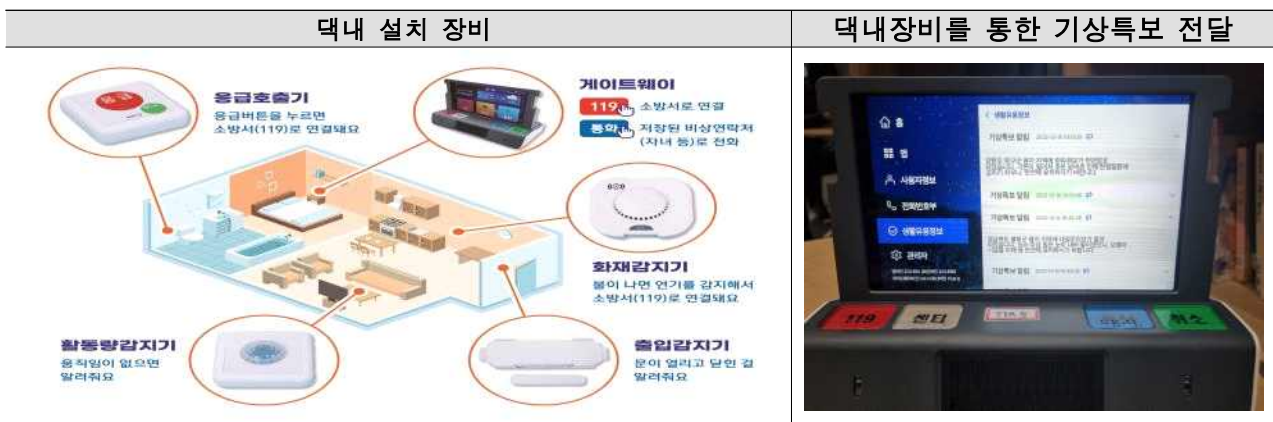 댁내 설치 장비
댁내장비를 통한 기상특보 전달
응급호출기
응급버튼을 누르면
소방서(119)로 연결돼요
게이트웨이
119 소방서로 연결
통화 저장된 비상연락처
(자녀 등)로 전화
화재감지기
불이 나면 연기를 감지해서
소방서(119)로 연결돼요
활동량감지기
움직임이 없으면
알려줘요
출입감지기
문이 열리고 닫힌 걸
알려줘요
응급
홈
앱
사용자정보
전화번호부
생활유용정보
관리자
생활유용정보
기상특보 알림
기상특보 알림
기상특보 알림
기상특보 알림
119
센터
취소